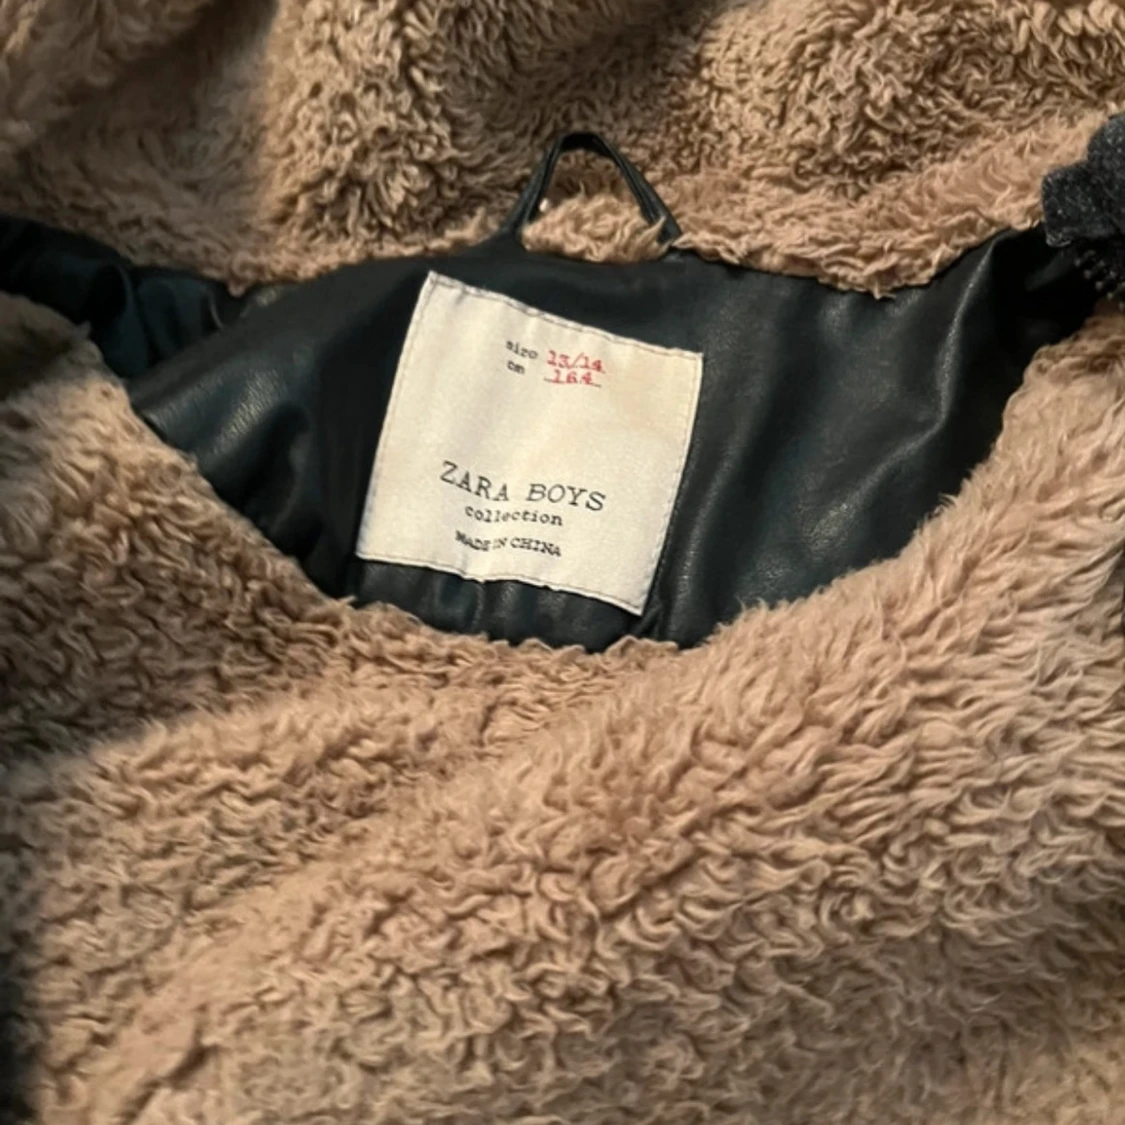 size 13/14
cm 164
ZARA BOYS
collection
MADE IN CHINA